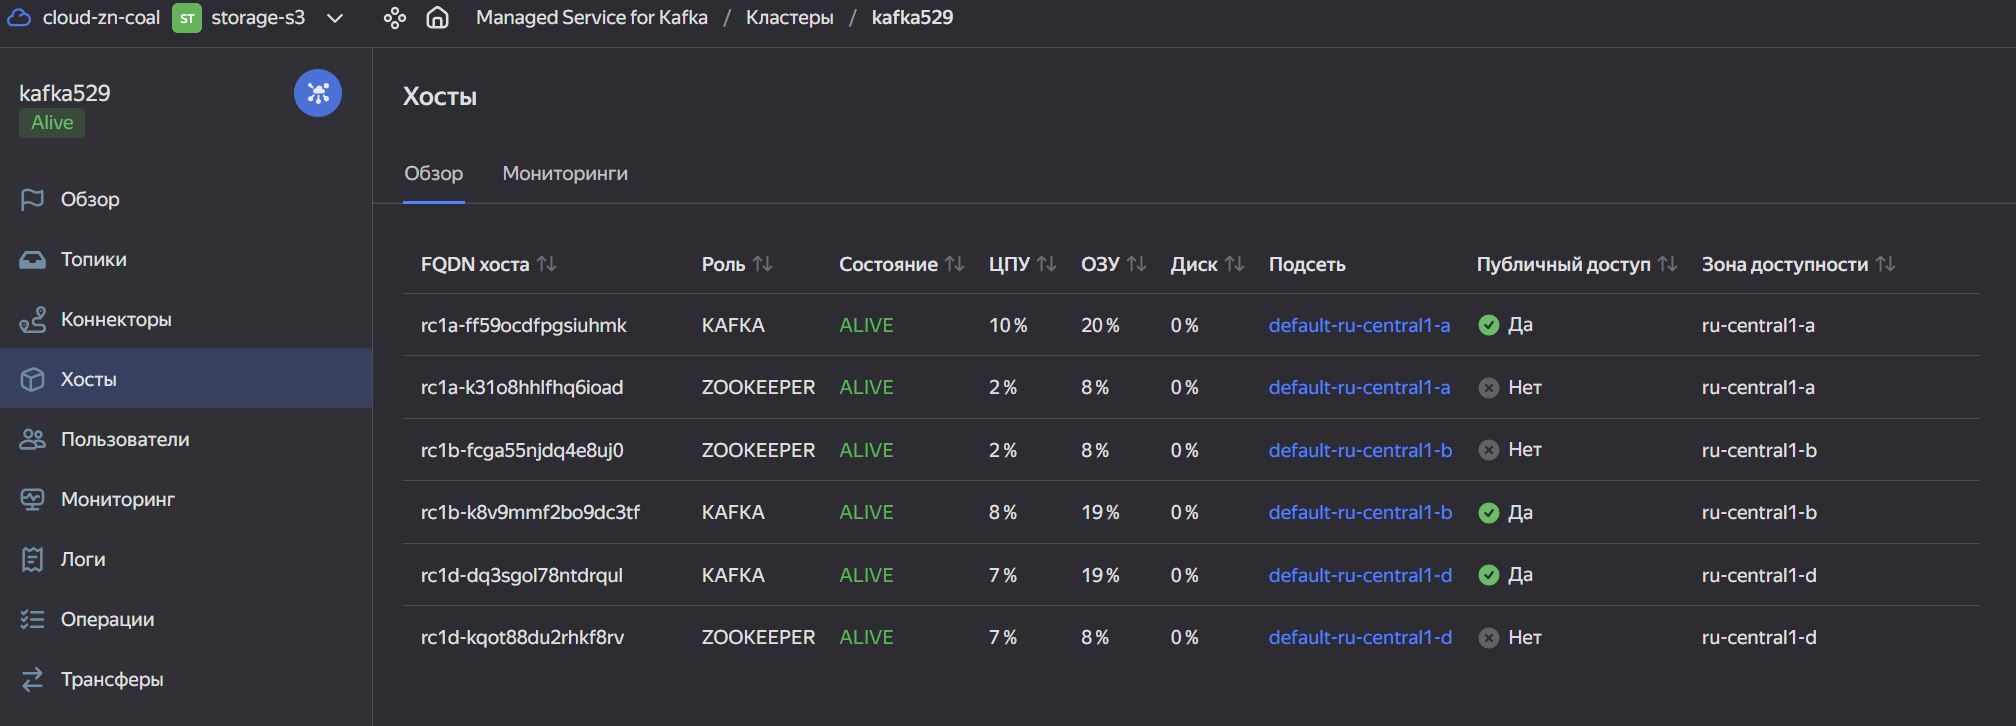 cloud-zn-coal ST storage-s3 Managed Service for Kafka / Кластеры / kafka529
kafka529
Alive
Обзор
Топики
Коннекторы
Хосты
Пользователи
Мониторинг
Логи
Операции
Трансферы
Хосты
Обзор Мониторинги
FQDN хоста Роль Состояние ЦПУ ОЗУ Диск Подсеть Публичный доступ Зона доступности
rc1a-ff59ocdfpgsiuhmk KAFKA ALIVE 10 % 20 % 0 % default-ru-central1-a Да ru-central1-a
rc1a-k31o8hhlfhq6ioad ZOOKEEPER ALIVE 2 % 8 % 0 % default-ru-central1-a Нет ru-central1-a
rc1b-fcga55njdq4e8uj0 ZOOKEEPER ALIVE 2 % 8 % 0 % default-ru-central1-b Нет ru-central1-b
rc1b-k8v9mmf2bo9dc3tf KAFKA ALIVE 8 % 19 % 0 % default-ru-central1-b Да ru-central1-b
rc1d-dq3sgol78ntdrqul KAFKA ALIVE 7 % 19 % 0 % default-ru-central1-d Да ru-central1-d
rc1d-kqot88du2rhkf8rv ZOOKEEPER ALIVE 7 % 8 % 0 % default-ru-central1-d Нет ru-central1-d